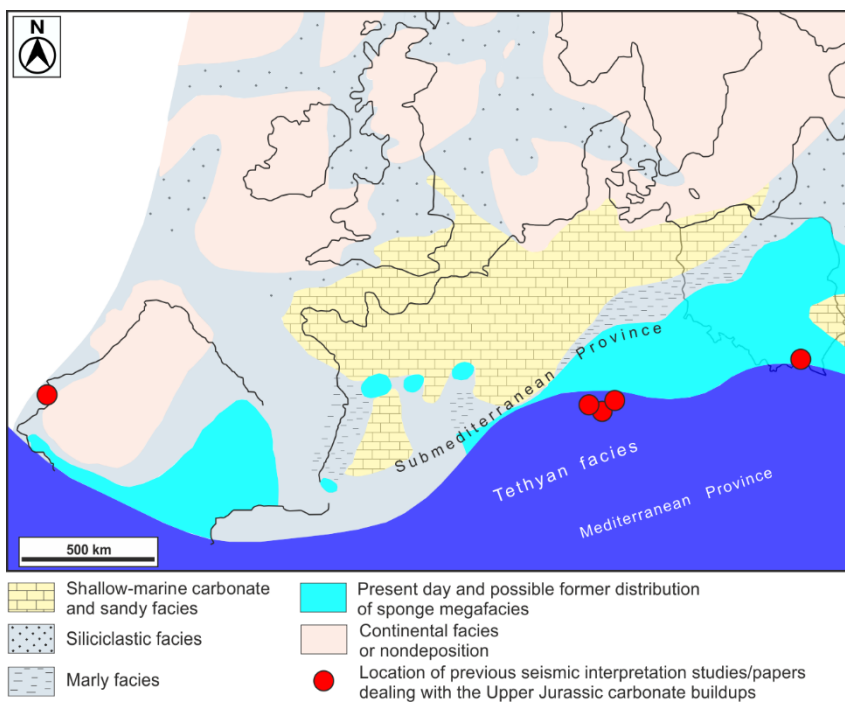 N
Submediterranean Province
Tethyan facies
Mediterranean Province
500 km
Shallow-marine carbonate
and sandy facies
Siliciclastic facies
Marly facies
Present day and possible former distribution
of sponge megafacies
Continental facies
or nondeposition
Location of previous seismic interpretation studies/papers
dealing with the Upper Jurassic carbonate buildups